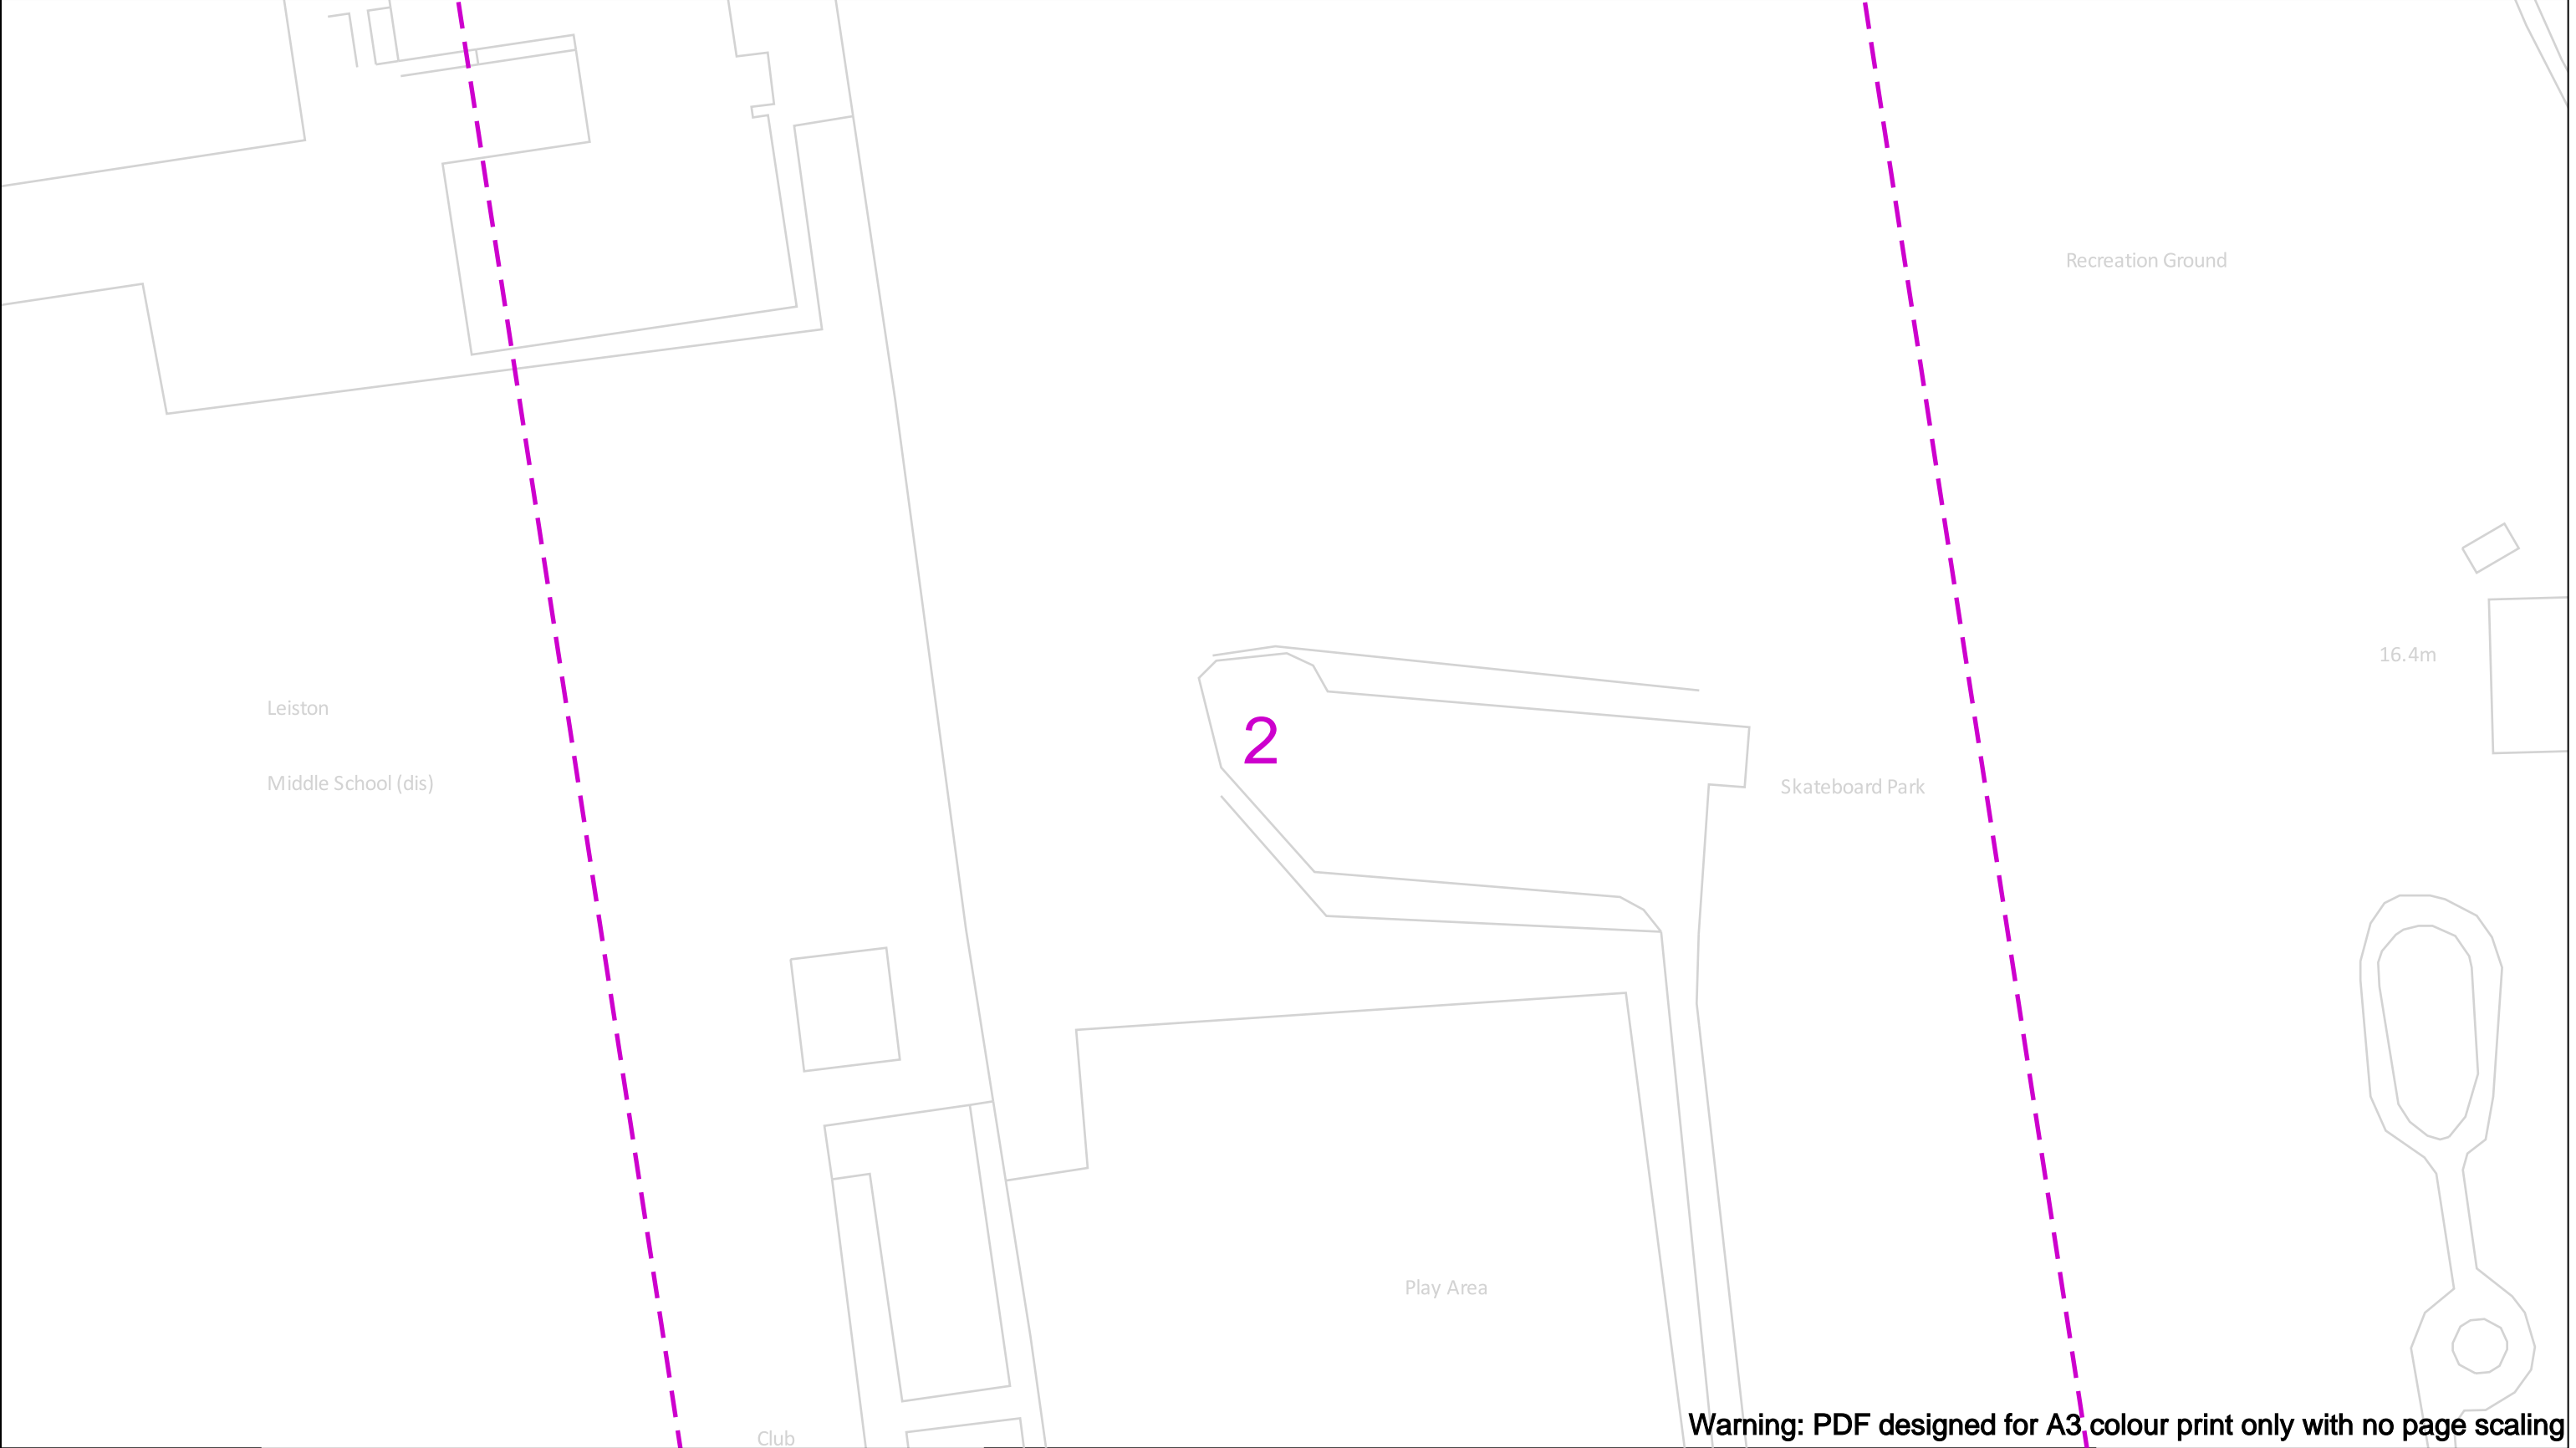 Recreation Ground
16.4m
Leiston
2
Middle School (dis)
Skateboard Park
Play Area
Warning: PDF designed for A3 colour print only with no page scaling
Club